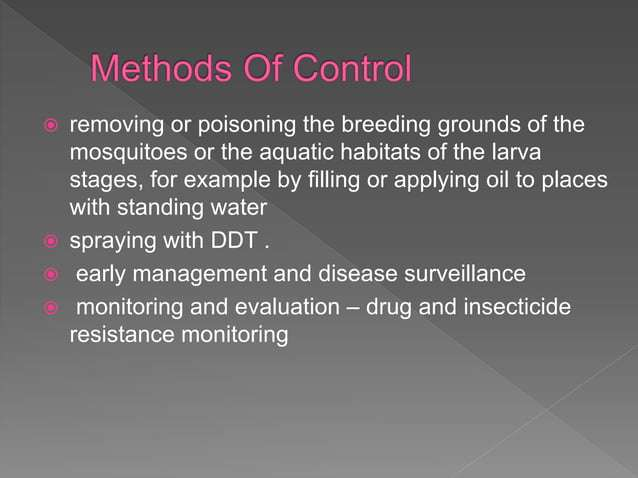 Methods Of Control
removing or poisoning the breeding grounds of the
mosquitoes or the aquatic habitats of the larva
stages, for example by filling or applying oil to places
with standing water
spraying with DDT .
early management and disease surveillance
monitoring and evaluation – drug and insecticide
resistance monitoring